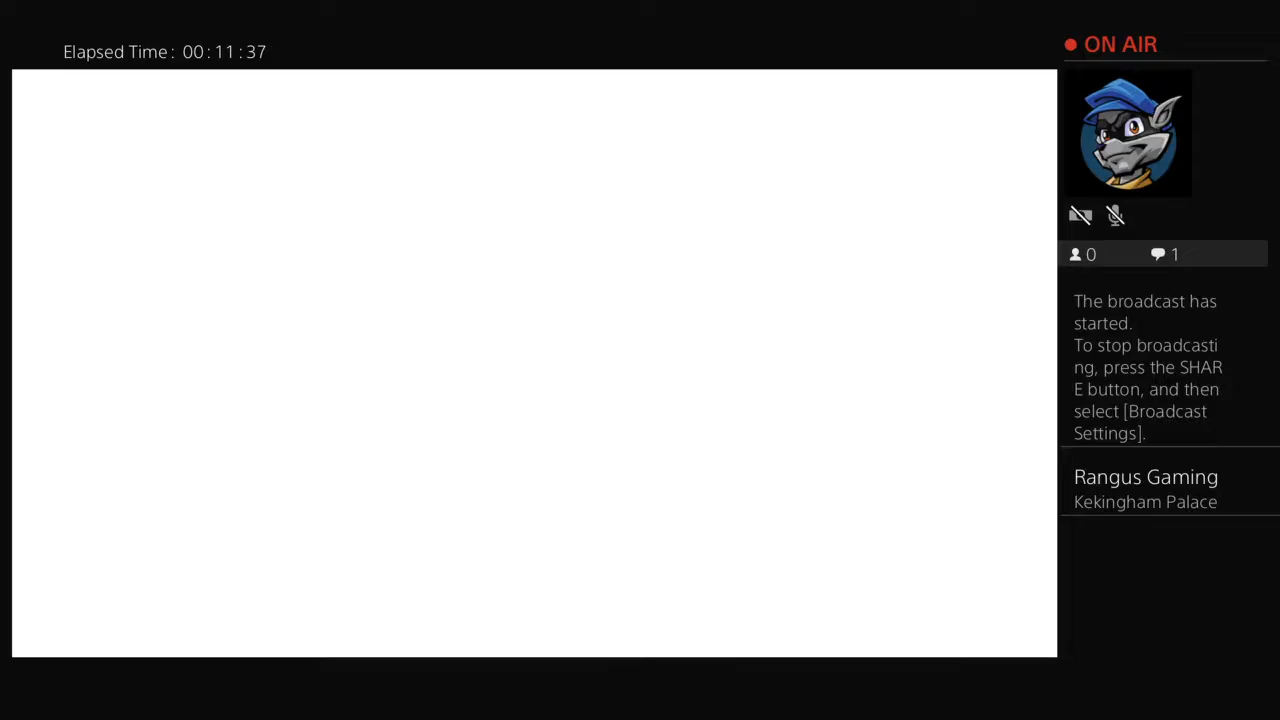 Elapsed Time: 00:11:37
ON AIR
0 1
The broadcast has
started.
To stop broadcasti
ng, press the SHAR
E button, and then
select [Broadcast
Settings].
Rangus Gaming
Kekingham Palace